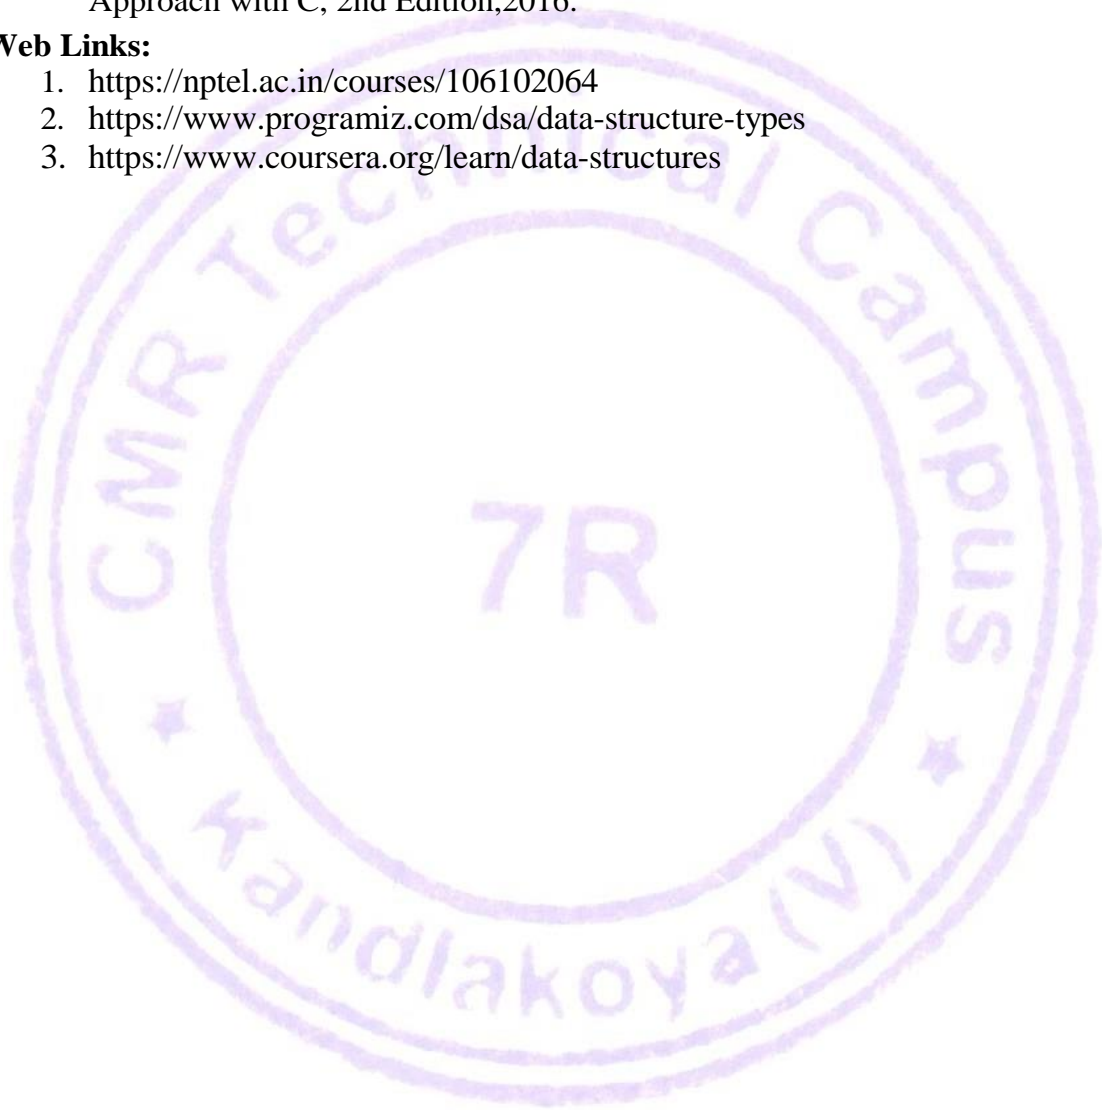 Approach with C, 2nd Edition,2016.
Web Links:
1. https://nptel.ac.in/courses/106102064
2. https://www.programiz.com/dsa/data-structure-types
3. https://www.coursera.org/learn/data-structures
CMR Technical Campus
7R
Kandlakoya (V)